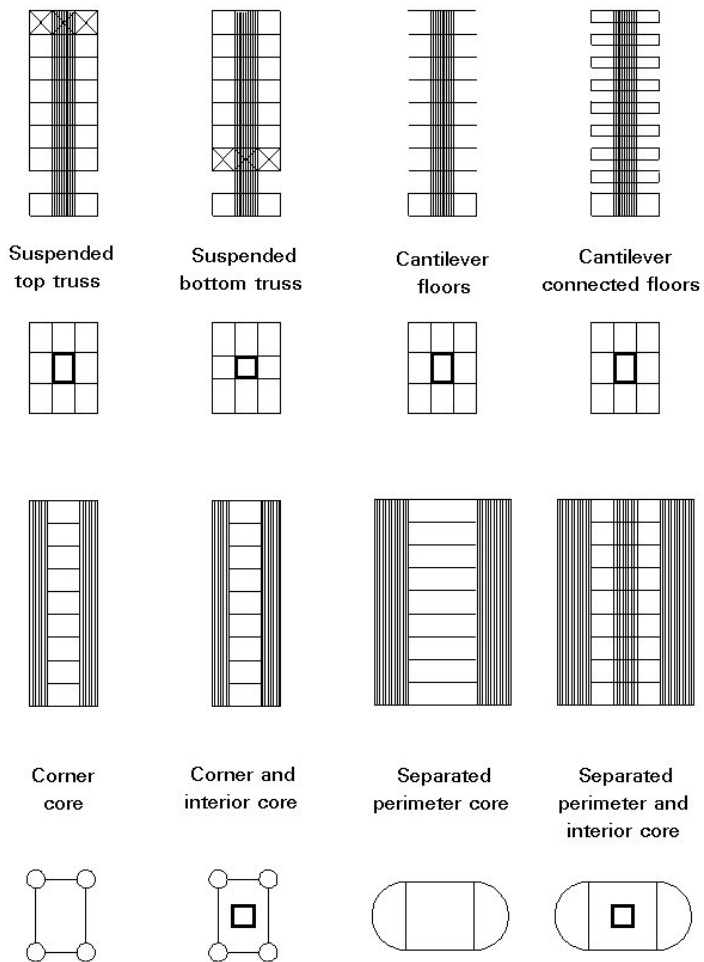 Suspended
top truss
Suspended
bottom truss
Cantilever
floors
Cantilever
connected floors
Corner
core
Corner and
interior core
Separated
perimeter core
Separated
perimeter and
interior core